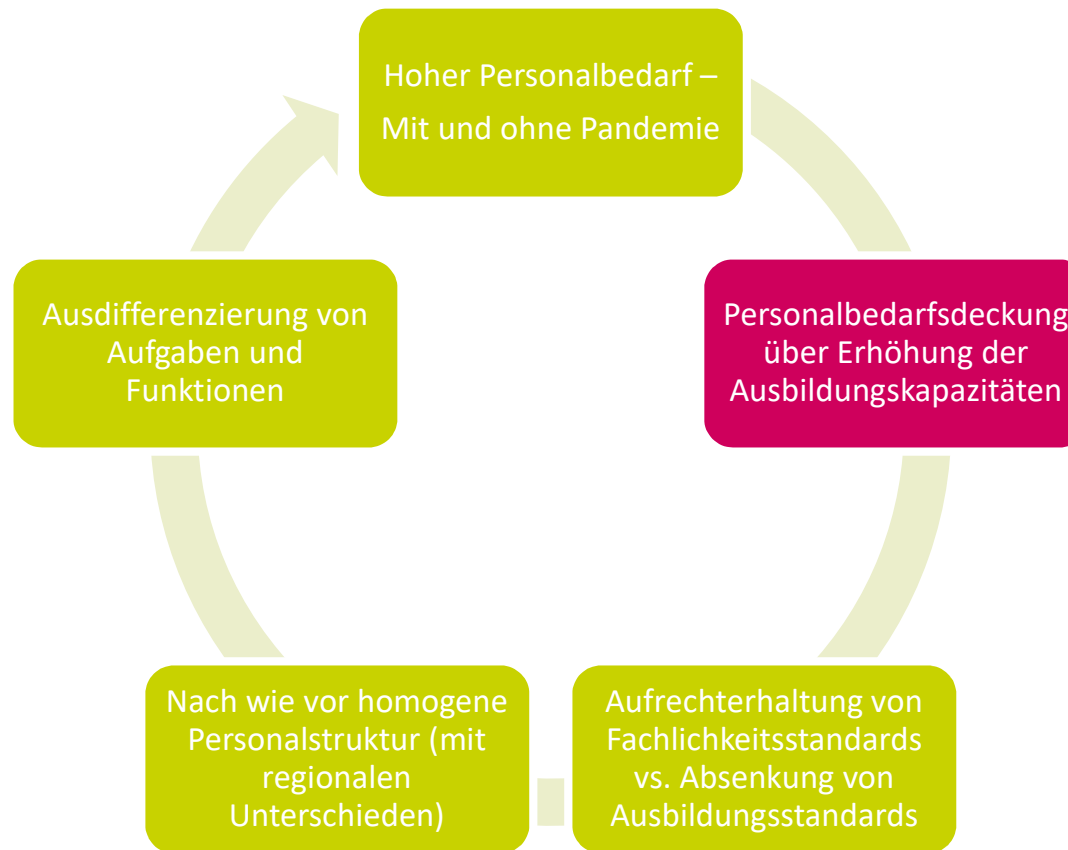 Hoher Personalbedarf –
Mit und ohne Pandemie
Personalbedarfsdeckung
über Erhöhung der
Ausbildungskapazitäten
Aufrechterhaltung von
Fachlichkeitsstandards
vs. Absenkung von
Ausbildungsstandards
Nach wie vor homogene
Personalstruktur (mit
regionalen
Unterschieden)
Ausdifferenzierung von
Aufgaben und
Funktionen